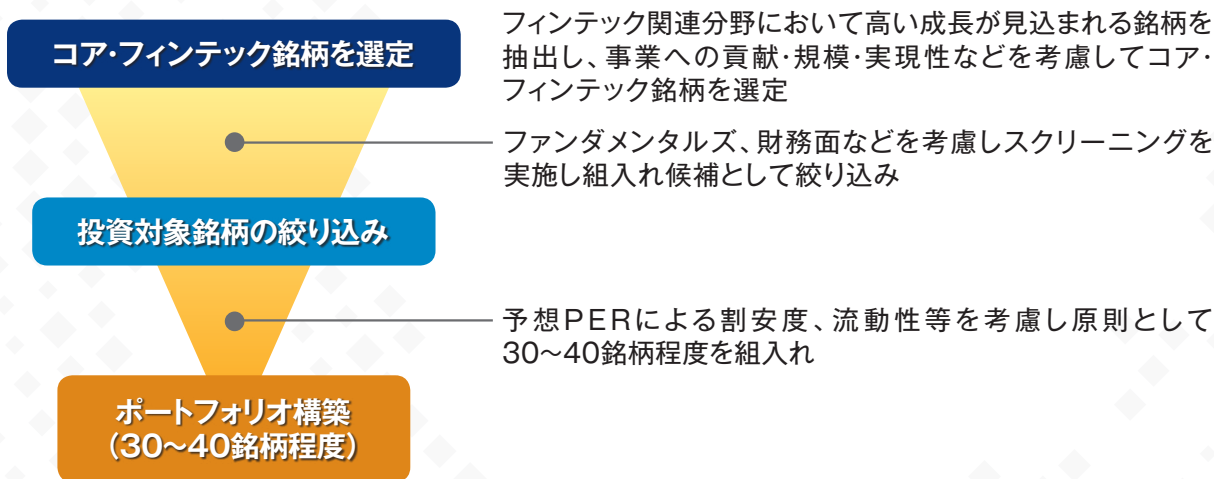 コア・フィンテック銘柄を選定
フィンテック関連分野において高い成長が見込まれる銘柄を
抽出し、事業への貢献・規模・実現性などを考慮してコア・
フィンテック銘柄を選定
ファンダメンタルズ、財務面などを考慮しスクリーニングを
実施し組入れ候補として絞り込み
投資対象銘柄の絞り込み
予想PERによる割安度、流動性等を考慮し原則として
30～40銘柄程度を組入れ
ポートフォリオ構築
（30～40銘柄程度）